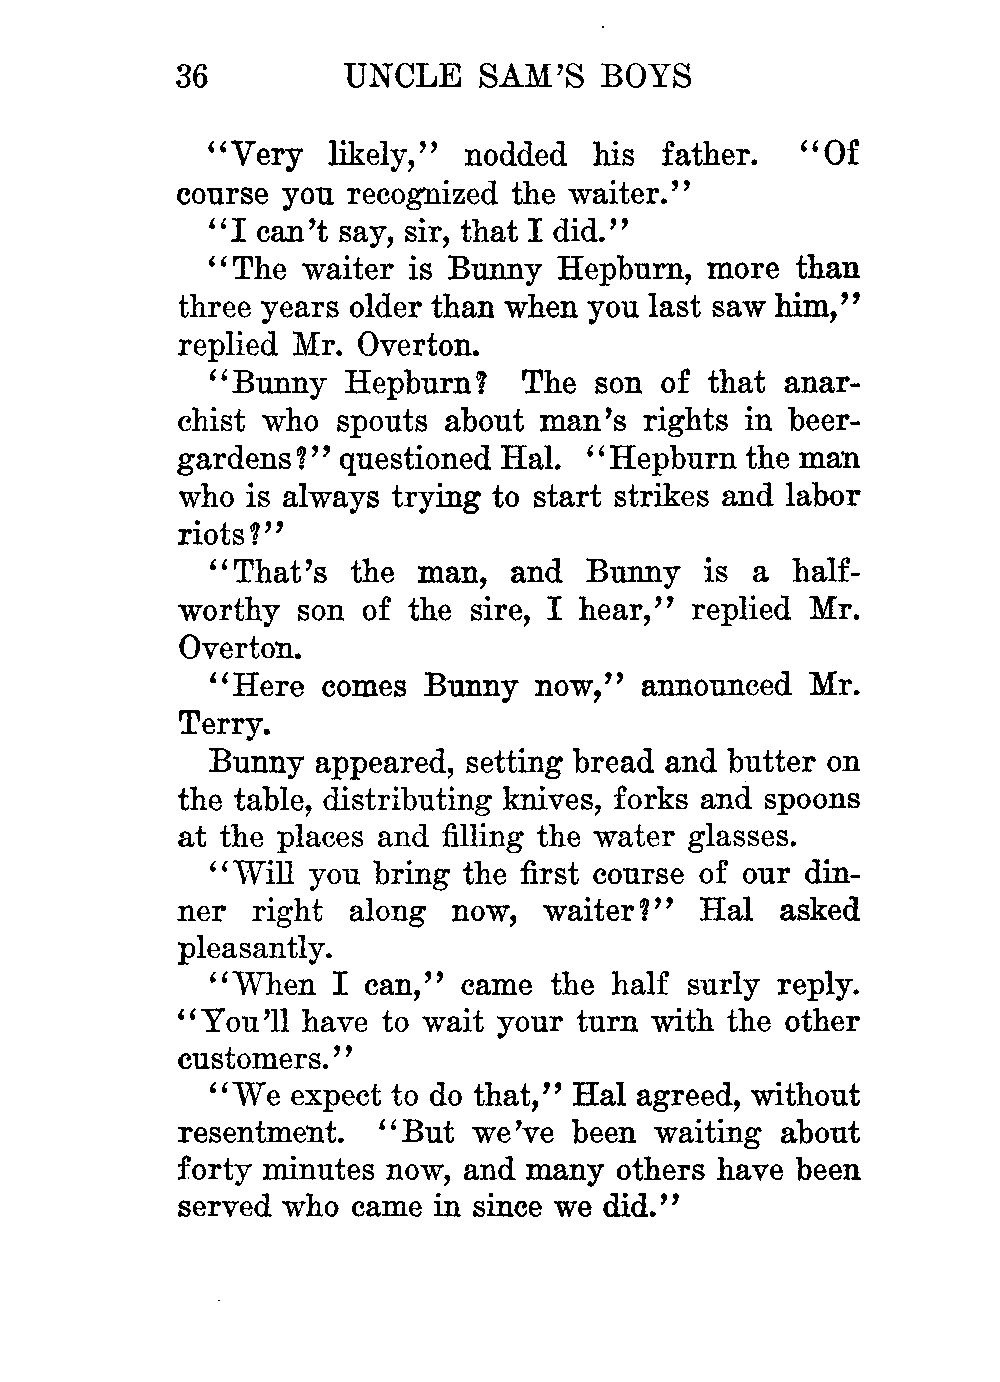 36 UNCLE SAM'S BOYS
"Very likely," nodded his father. "Of
course you recognized the waiter."
"I can't say, sir, that I did."
"The waiter is Bunny Hepburn, more than
three years older than when you last saw him,"
replied Mr. Overton.
"Bunny Hepburn? The son of that anar-
chist who spouts about man's rights in beer-
gardens?" questioned Hal. "Hepburn the man
who is always trying to start strikes and labor
riots?"
"That's the man, and Bunny is a half-
worthy son of the sire, I hear," replied Mr.
Overton.
"Here comes Bunny now," announced Mr.
Terry.
Bunny appeared, setting bread and butter on
the table, distributing knives, forks and spoons
at the places and filling the water glasses.
"Will you bring the first course of our din-
ner right along now, waiter?" Hal asked
pleasantly.
"When I can," came the half surly reply.
"You'll have to wait your turn with the other
customers."
"We expect to do that," Hal agreed, without
resentment. "But we've been waiting about
forty minutes now, and many others have been
served who came in since we did."